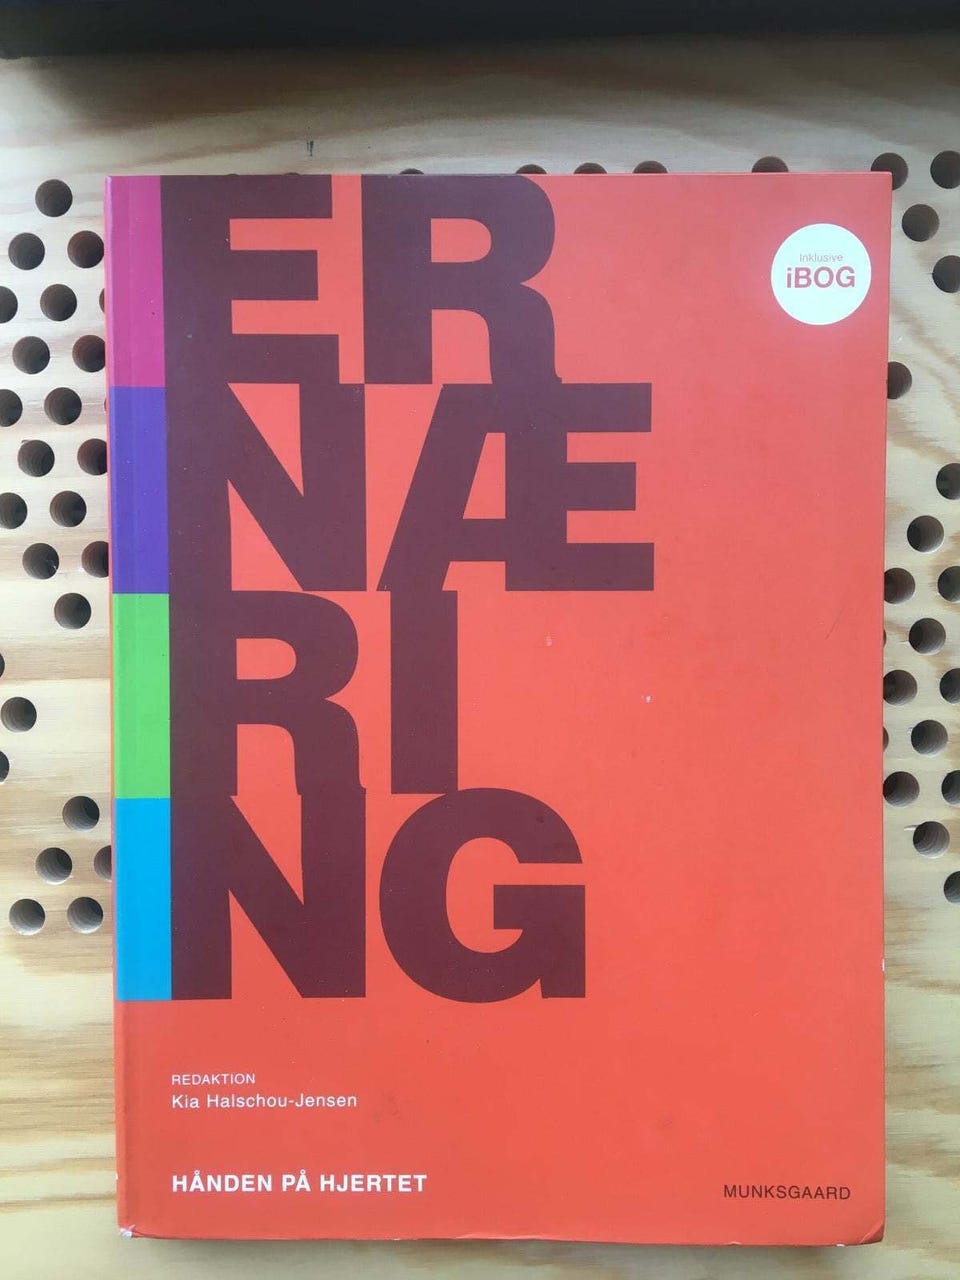 Inklusive
iBOG
ER
NÆ
RI
NG
REDAKTION
Kia Halschou-Jensen
HÅNDEN PÅ HJERTET
MUNKSGAARD